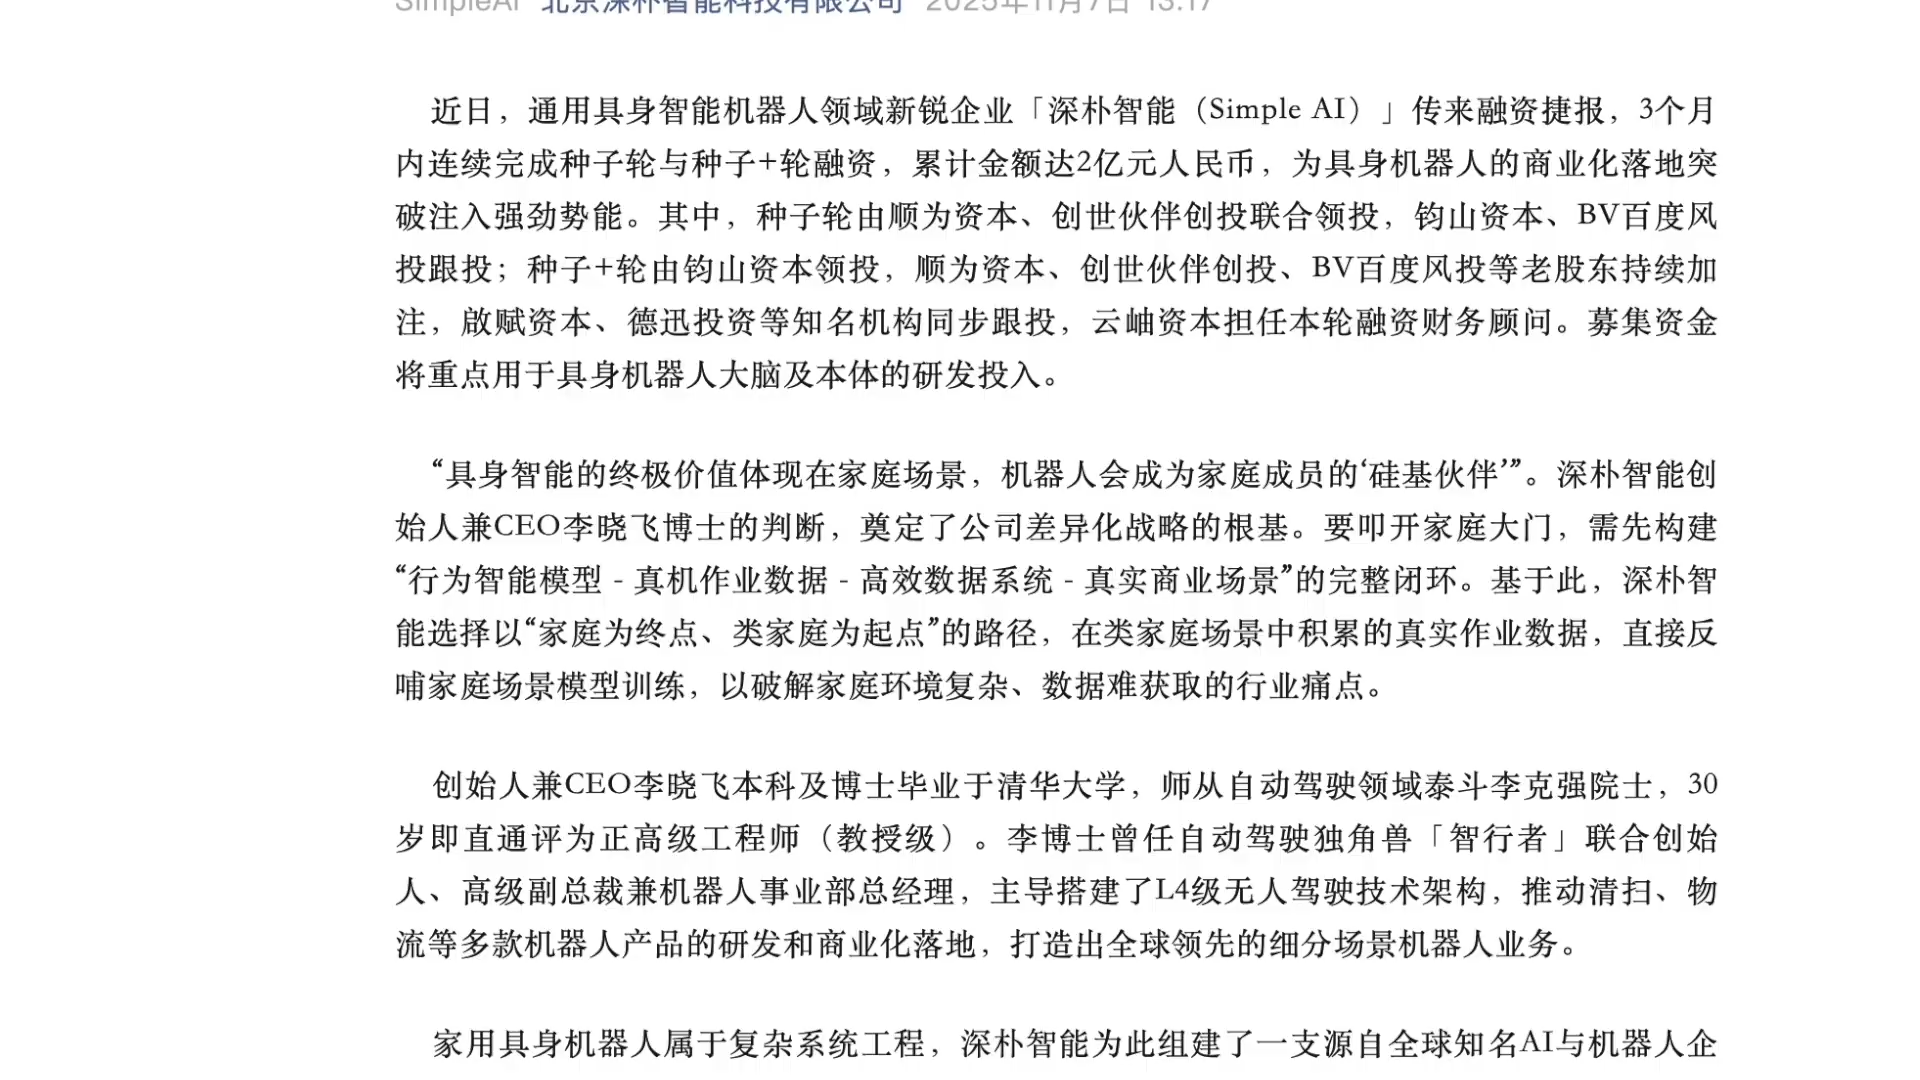 SimpleAI 北京深朴智能科技有限公司 2025年11月7日 13:17
近日，通用具身智能机器人领域新锐企业「深朴智能（Simple AI）」传来融资捷报，3个月
内连续完成种子轮与种子+轮融资，累计金额达2亿元人民币，为具身机器人的商业化落地突
破注入强劲势能。其中，种子轮由顺为资本、创世伙伴创投联合领投，钧山资本、BV百度风
投跟投；种子+轮由钧山资本领投，顺为资本、创世伙伴创投、BV百度风投等老股东持续加
注，啟赋资本、德迅投资等知名机构同步跟投，云岫资本担任本轮融资财务顾问。募集资金
将重点用于具身机器人大脑及本体的研发投入。
“具身智能的终极价值体现在家庭场景，机器人会成为家庭成员的‘硅基伙伴’”。深朴智能创
始人兼CEO李晓飞博士的判断，奠定了公司差异化战略的根基。要叩开家庭大门，需先构建
“行为智能模型 - 真机作业数据 - 高效数据系统 - 真实商业场景”的完整闭环。基于此，深朴智
能选择以“家庭为终点、类家庭为起点”的路径，在类家庭场景中积累的真实作业数据，直接反
哺家庭场景模型训练，以破解家庭环境复杂、数据难获取的行业痛点。
创始人兼CEO李晓飞本科及博士毕业于清华大学，师从自动驾驶领域泰斗李克强院士，30
岁即直通评为正高级工程师（教授级）。李博士曾任自动驾驶独角兽「智行者」联合创始
人、高级副总裁兼机器人事业部总经理，主导搭建了L4级无人驾驶技术架构，推动清扫、物
流等多款机器人产品的研发和商业化落地，打造出全球领先的细分场景机器人业务。
家用具身机器人属于复杂系统工程，深朴智能为此组建了一支源自全球知名AI与机器人企